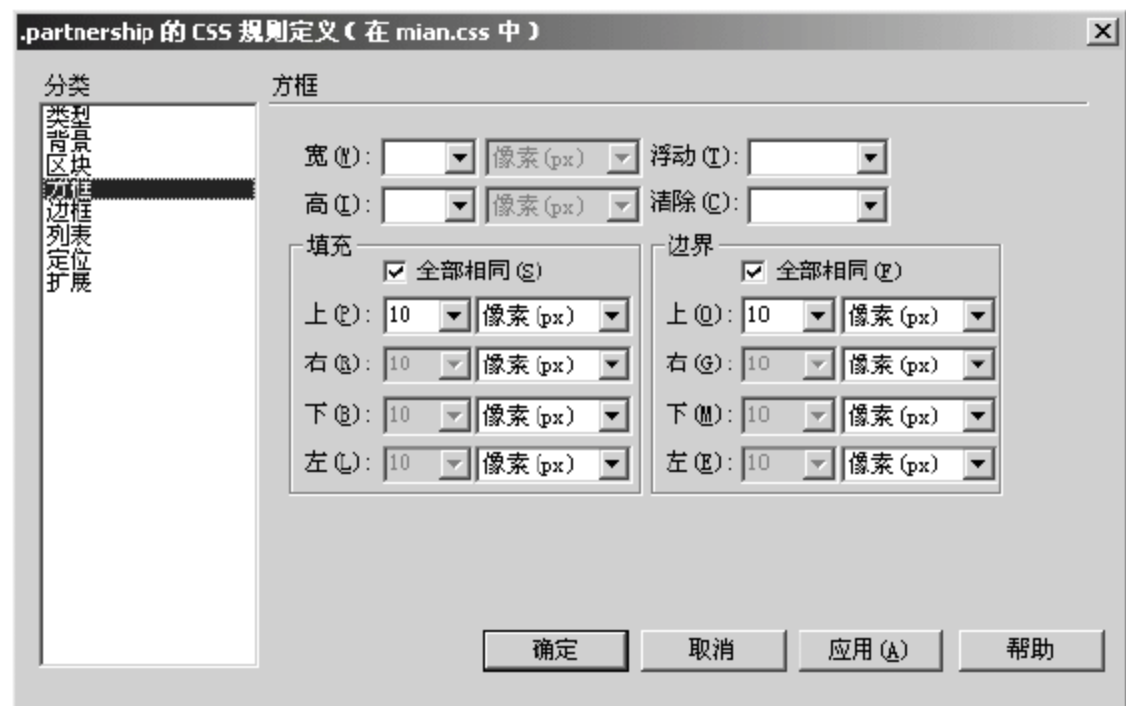 .partnership 的 CSS 规则定义(在 mian.css 中)
分类
类型
背景
区块
方框
边框
列表
定位
扩展
方框
宽(W): 像素(px) 浮动(T):
高(I): 像素(px) 清除(C):
填充 边界
全部相同(S) 全部相同(F)
上(P): 10 像素(px) 上(O): 10 像素(px)
右(R): 10 像素(px) 右(G): 10 像素(px)
下(B): 10 像素(px) 下(M): 10 像素(px)
左(L): 10 像素(px) 左(E): 10 像素(px)
确定 取消 应用(A) 帮助